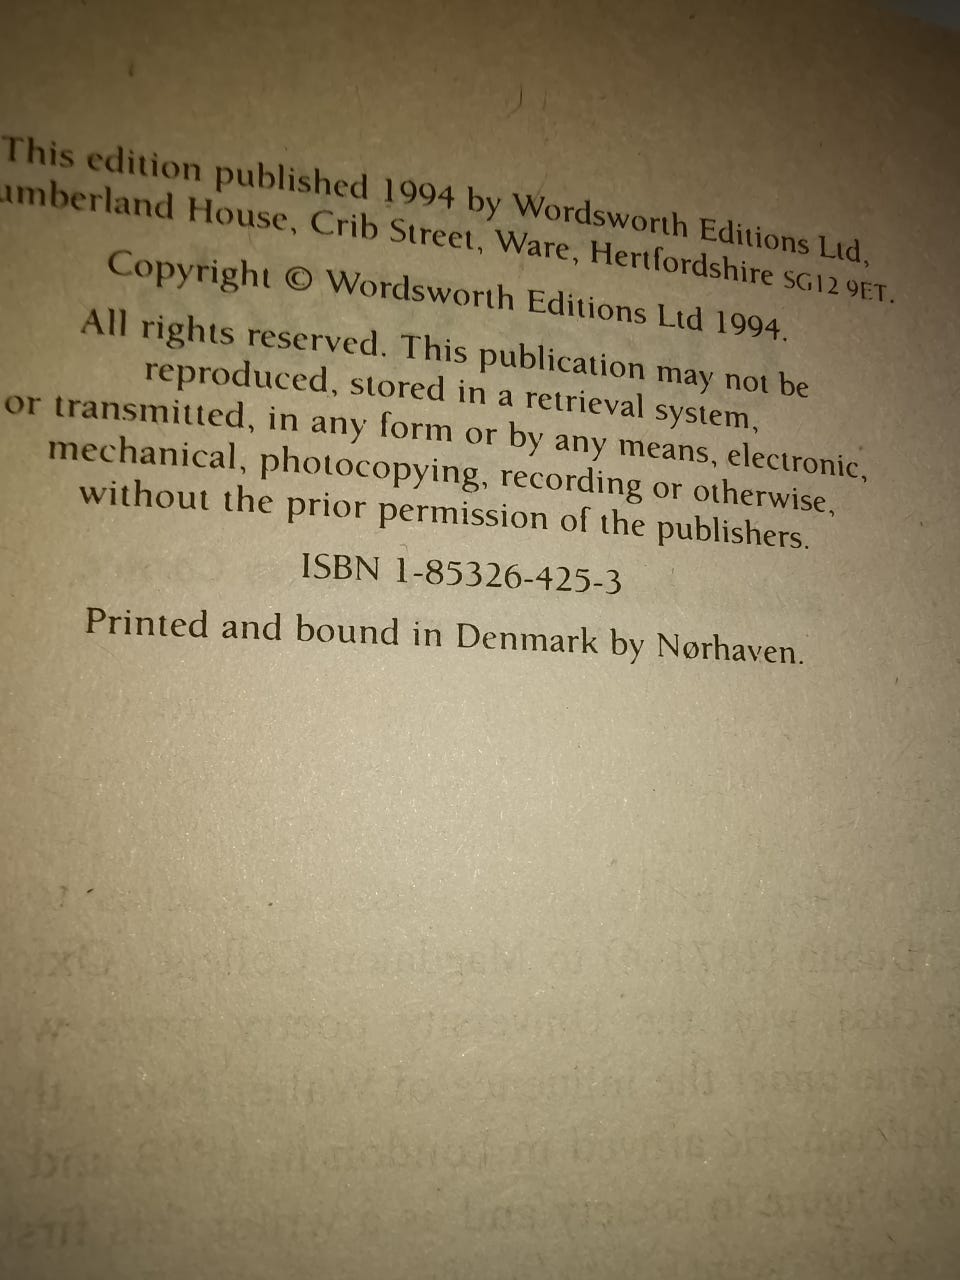 This edition published 1994 by Wordsworth Editions Ltd,
umberland House, Crib Street, Ware, Hertfordshire SG12 9ET.
Copyright © Wordsworth Editions Ltd 1994.
All rights reserved. This publication may not be
reproduced, stored in a retrieval system,
or transmitted, in any form or by any means, electronic,
mechanical, photocopying, recording or otherwise,
without the prior permission of the publishers.
ISBN 1-85326-425-3
Printed and bound in Denmark by Nørhaven.